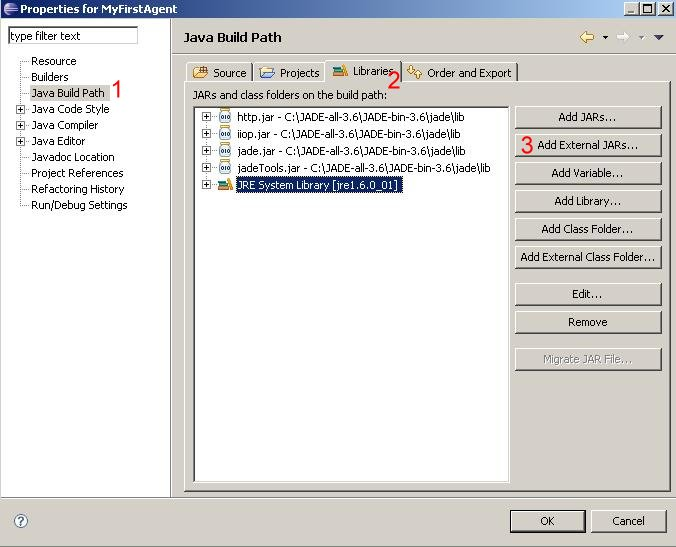 Properties for MyFirstAgent
type filter text
Resource
Builders
Java Build Path 1
Java Code Style
Java Compiler
Java Editor
Javadoc Location
Project References
Refactoring History
Run/Debug Settings
Java Build Path
Source Projects Libraries 2 Order and Export
JARs and class folders on the build path:
http.jar - C:\JADE-all-3.6\JADE-bin-3.6\jade\lib
iiop.jar - C:\JADE-all-3.6\JADE-bin-3.6\jade\lib
jade.jar - C:\JADE-all-3.6\JADE-bin-3.6\jade\lib
jadeTools.jar - C:\JADE-all-3.6\JADE-bin-3.6\jade\lib
JRE System Library [jre1.6.0_01]
Add JARs...
3 Add External JARs...
Add Variable...
Add Library...
Add Class Folder...
Add External Class Folder...
Edit...
Remove
Migrate JAR File...
?
OK Cancel